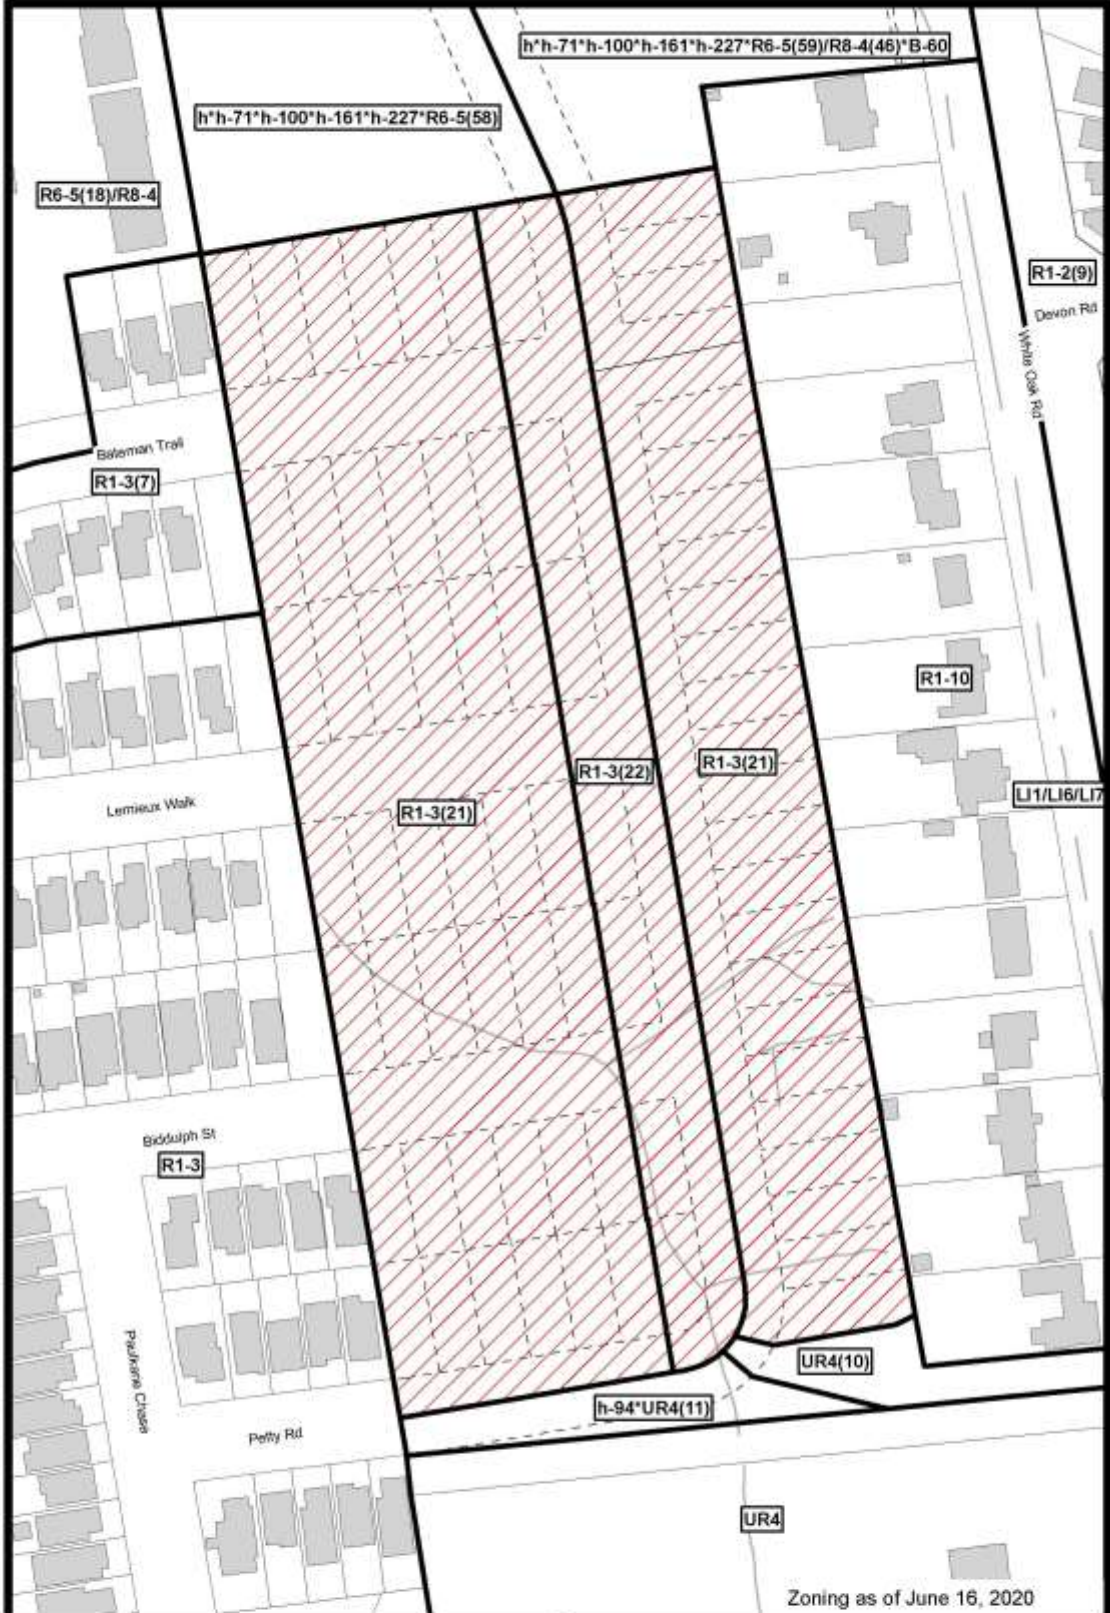 h*h-71*h-100*h-161*h-227*R6-5(59)/R8-4(46)*B-60
h*h-71*h-100*h-161*h-227*R6-5(58)
R6-5(18)/R8-4
R1-2(9)
Devon Rd
White Oak Rd
Bateman Trail
R1-3(7)
R1-10
R1-3(22)
R1-3(21)
LI1/LI6/LI7
Lemieux Walk
R1-3(21)
Biddulph St
R1-3
Paulkane Chase
UR4(10)
h-94*UR4(11)
Petty Rd
UR4
Zoning as of June 16, 2020